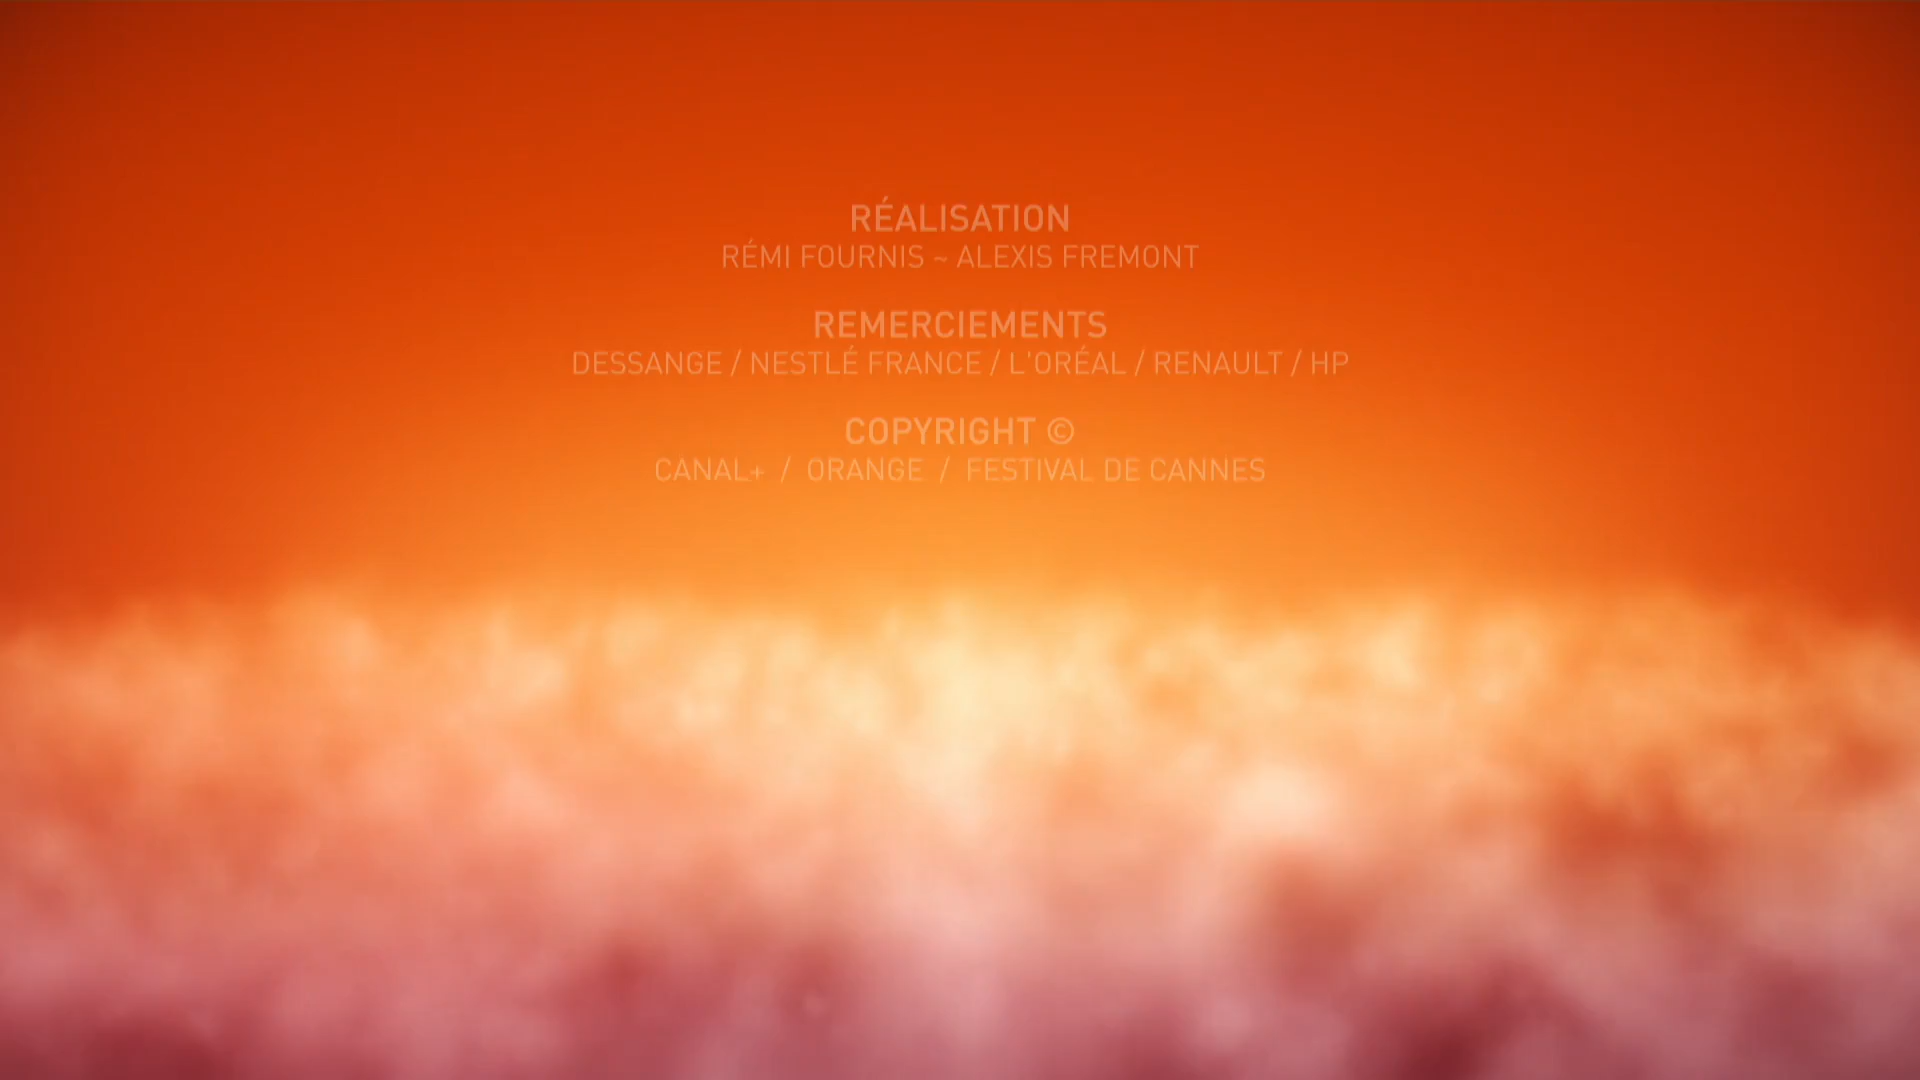 RÉALISATION
RÉMI FOURNIS ~ ALEXIS FREMONT
REMERCIEMENTS
DESSANGE / NESTLÉ FRANCE / L'ORÉAL / RENAULT / HP
COPYRIGHT ©
CANAL+ / ORANGE / FESTIVAL DE CANNES